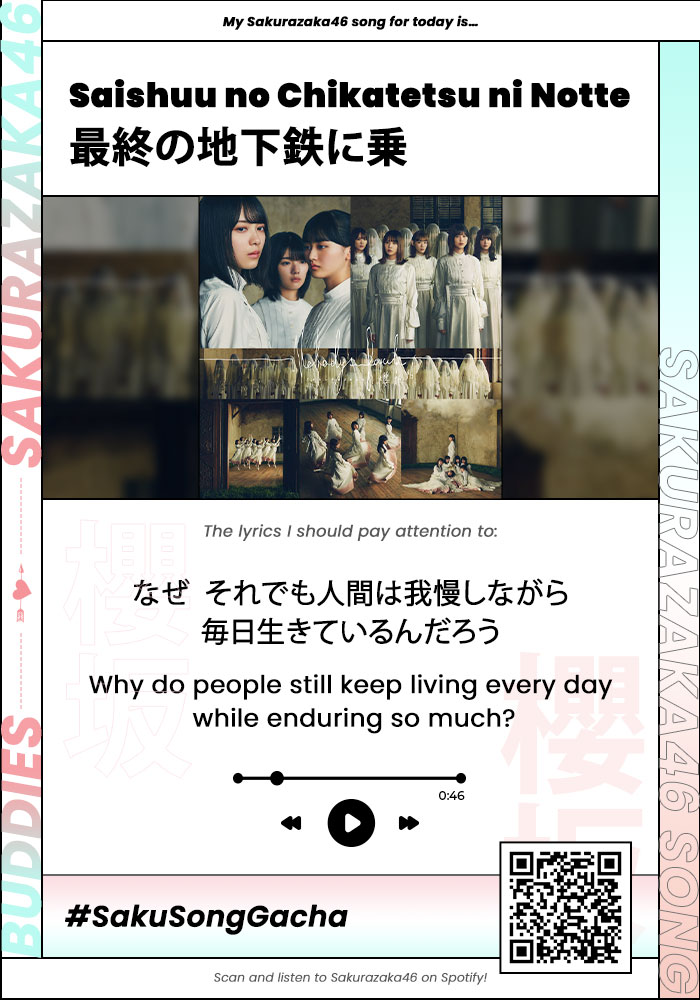 My Sakurazaka46 song for today is...
Saishuu no Chikatetsu ni Notte
最終の地下鉄に乗
Nobody's fault
The lyrics I should pay attention to:
なぜ それでも人間は我慢しながら
毎日生きているんだろう
Why do people still keep living every day
while enduring so much?
0:46
#SakuSongGacha
Scan and listen to Sakurazaka46 on Spotify!
SAKURAZAKA46
BUDDIES
SAKURAZAKA46 SONG
櫻坂
櫻坂